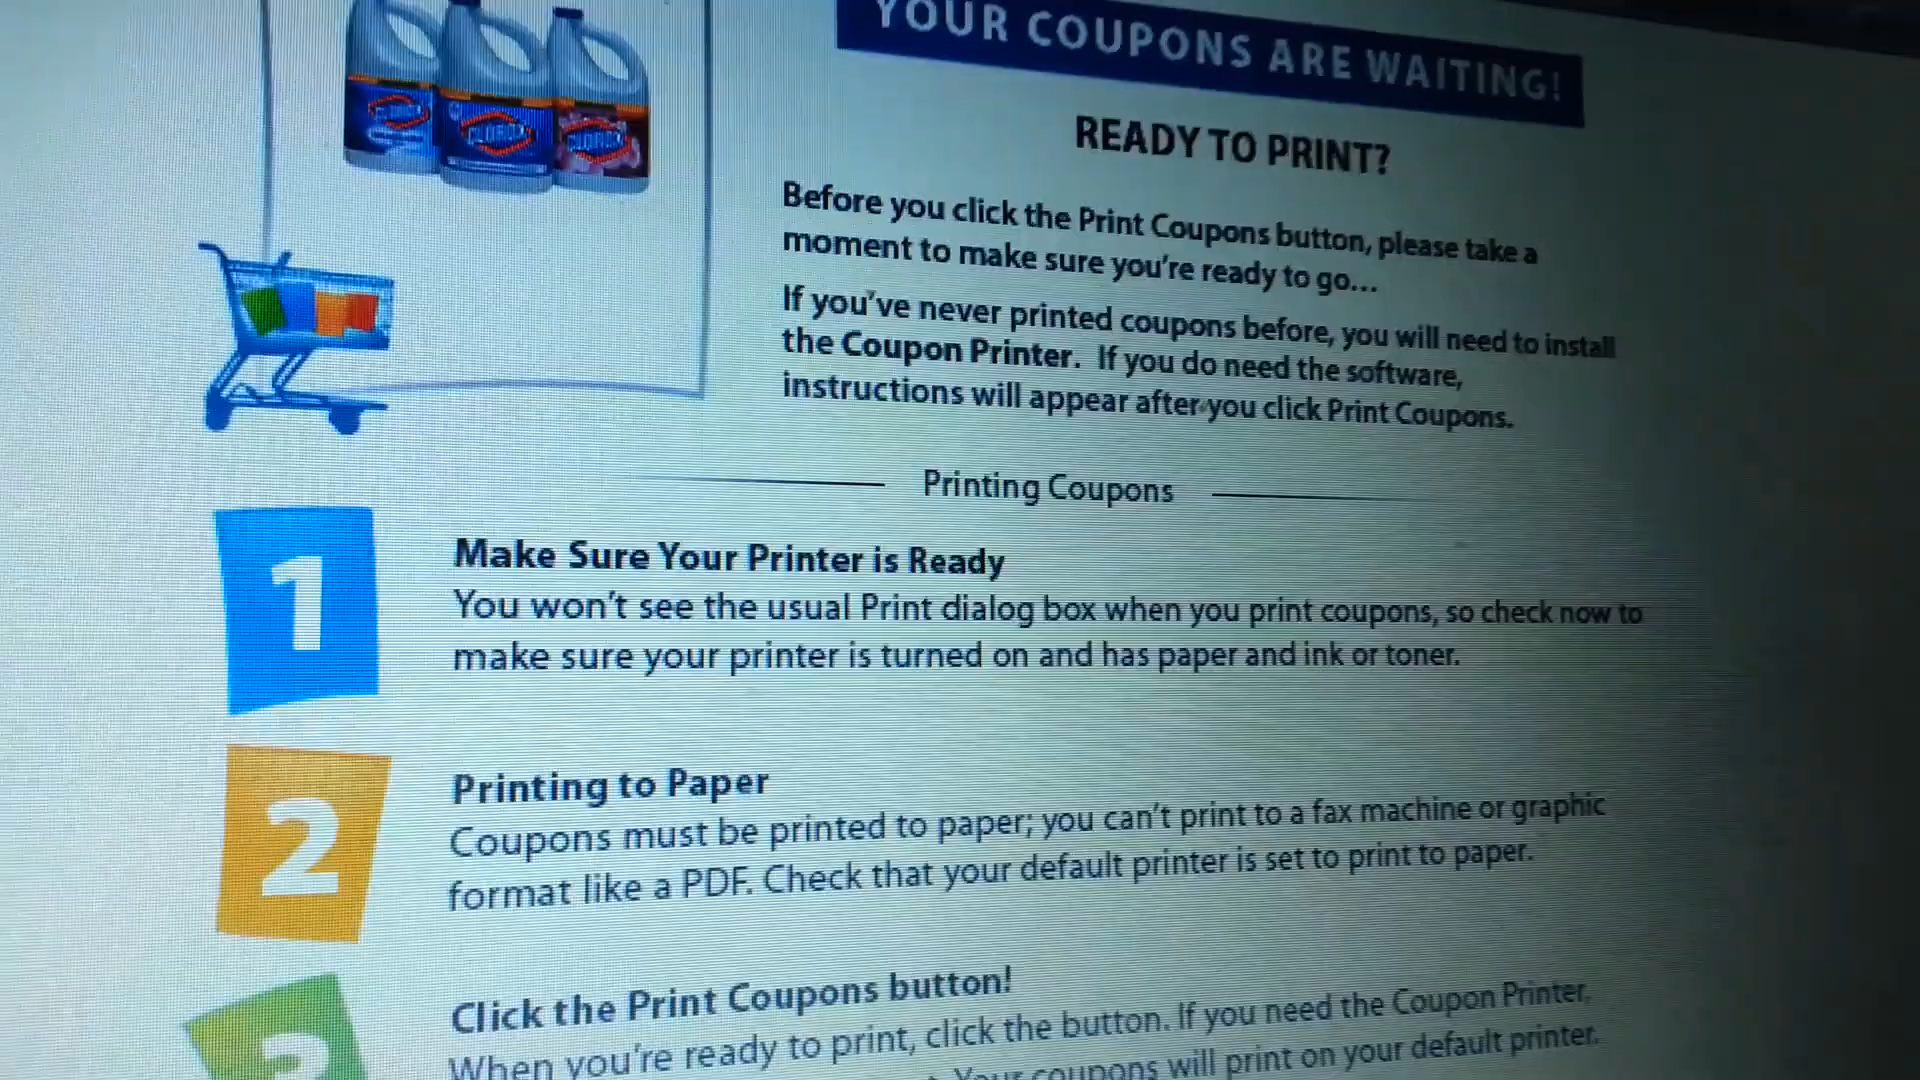 YOUR COUPONS ARE WAITING!
CLOROX CLOROX CLOROX
READY TO PRINT?
Before you click the Print Coupons button, please take a
moment to make sure you're ready to go...
If you've never printed coupons before, you will need to install
the Coupon Printer. If you do need the software,
instructions will appear after you click Print Coupons.
Printing Coupons
1
Make Sure Your Printer is Ready
You won't see the usual Print dialog box when you print coupons, so check now to
make sure your printer is turned on and has paper and ink or toner.
2
Printing to Paper
Coupons must be printed to paper; you can't print to a fax machine or graphic
format like a PDF. Check that your default printer is set to print to paper.
3
Click the Print Coupons button!
When you're ready to print, click the button. If you need the Coupon Printer,
Your coupons will print on your default printer.